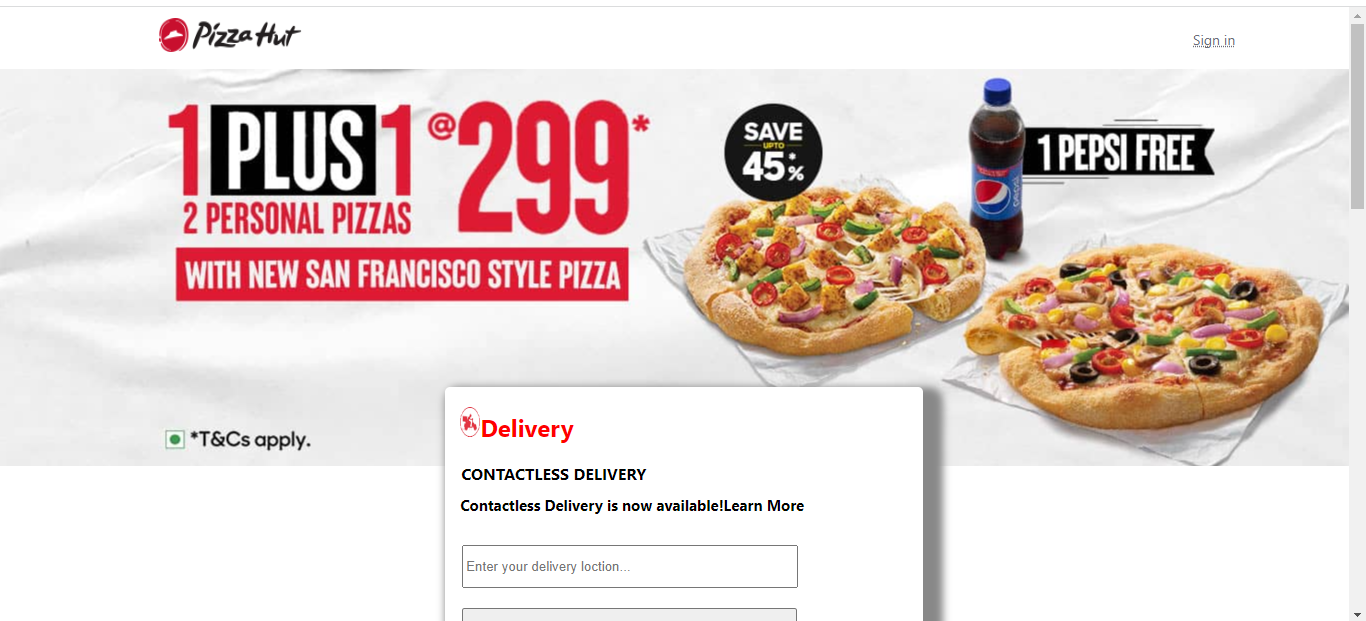 Pizza Hut
Sign in
1 PLUS 1 @299*
2 PERSONAL PIZZAS
WITH NEW SAN FRANCISCO STYLE PIZZA
SAVE
UPTO
45%*
pepsi
1 PEPSI FREE
*T&Cs apply.
Delivery
CONTACTLESS DELIVERY
Contactless Delivery is now available!Learn More
Enter your delivery loction...